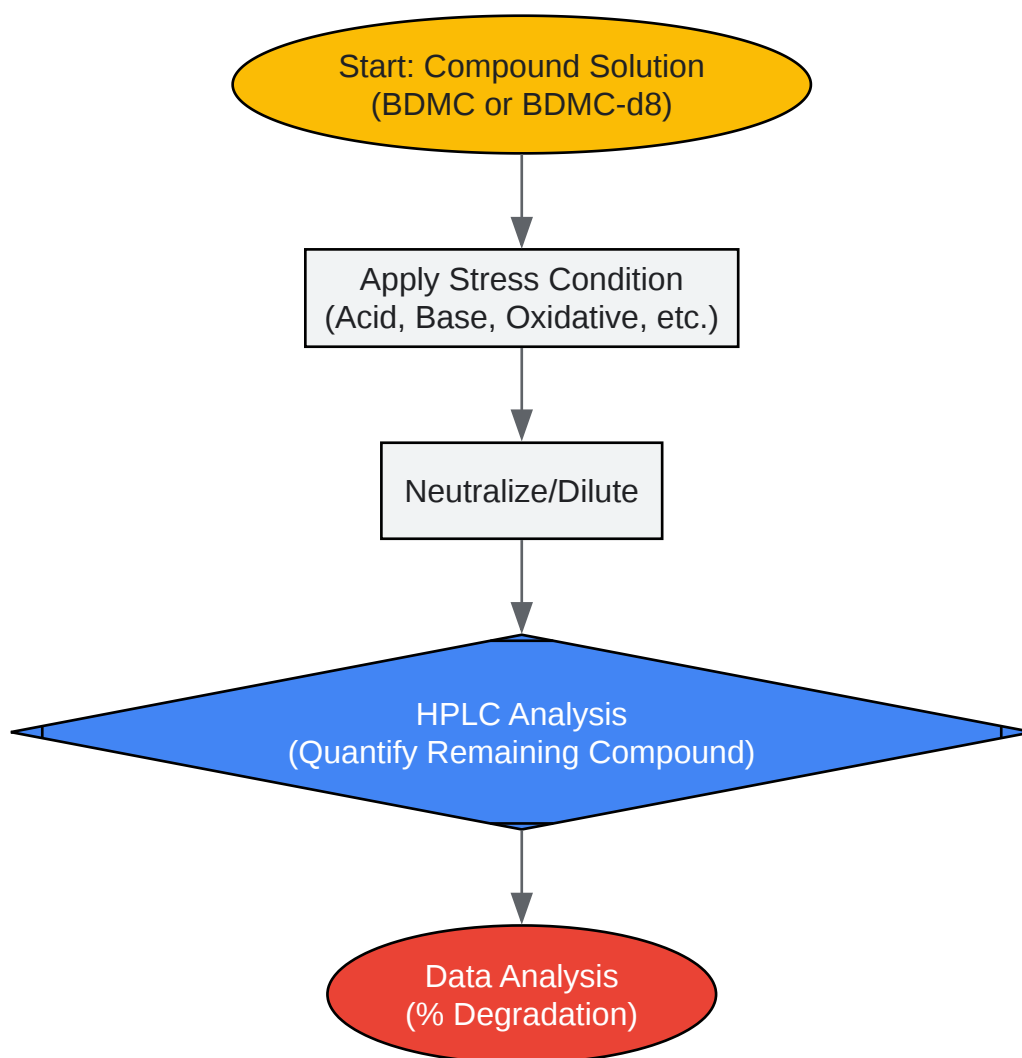 Start: Compound Solution
(BDMC or BDMC-d8)
Apply Stress Condition
(Acid, Base, Oxidative, etc.)
Neutralize/Dilute
HPLC Analysis
(Quantify Remaining Compound)
Data Analysis
(% Degradation)